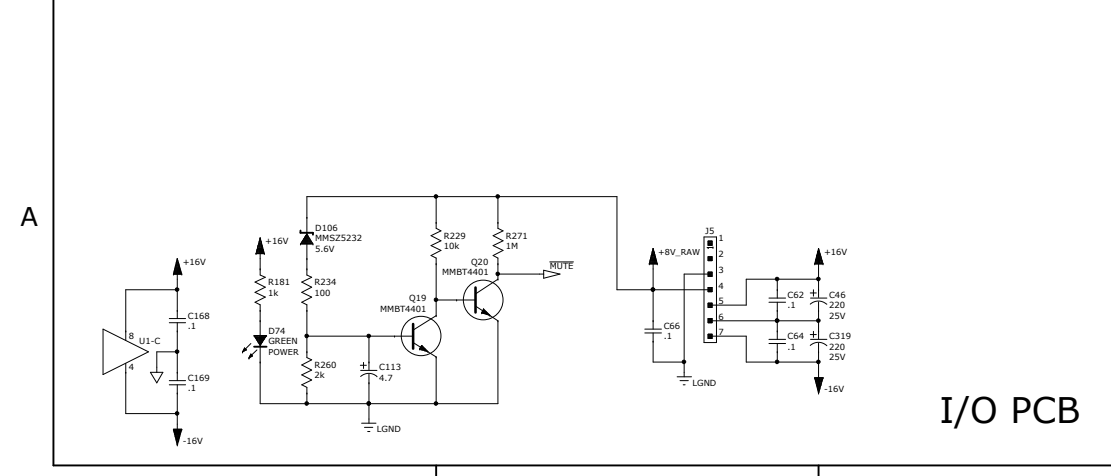 A
+16V
8
U1-C
4
C168
.1
C169
.1
-16V
+16V
R181
1k
D74
GREEN
POWER
D106
MMSZ5232
5.6V
R234
100
R260
2k
C113
4.7
LGND
Q19
MMBT4401
R229
10k
Q20
MMBT4401
R271
1M
MUTE
+8V_RAW
C66
.1
LGND
J5
1
2
3
4
5
6
7
+16V
C62
.1
C46
220
25V
C64
.1
C319
220
25V
-16V
I/O PCB